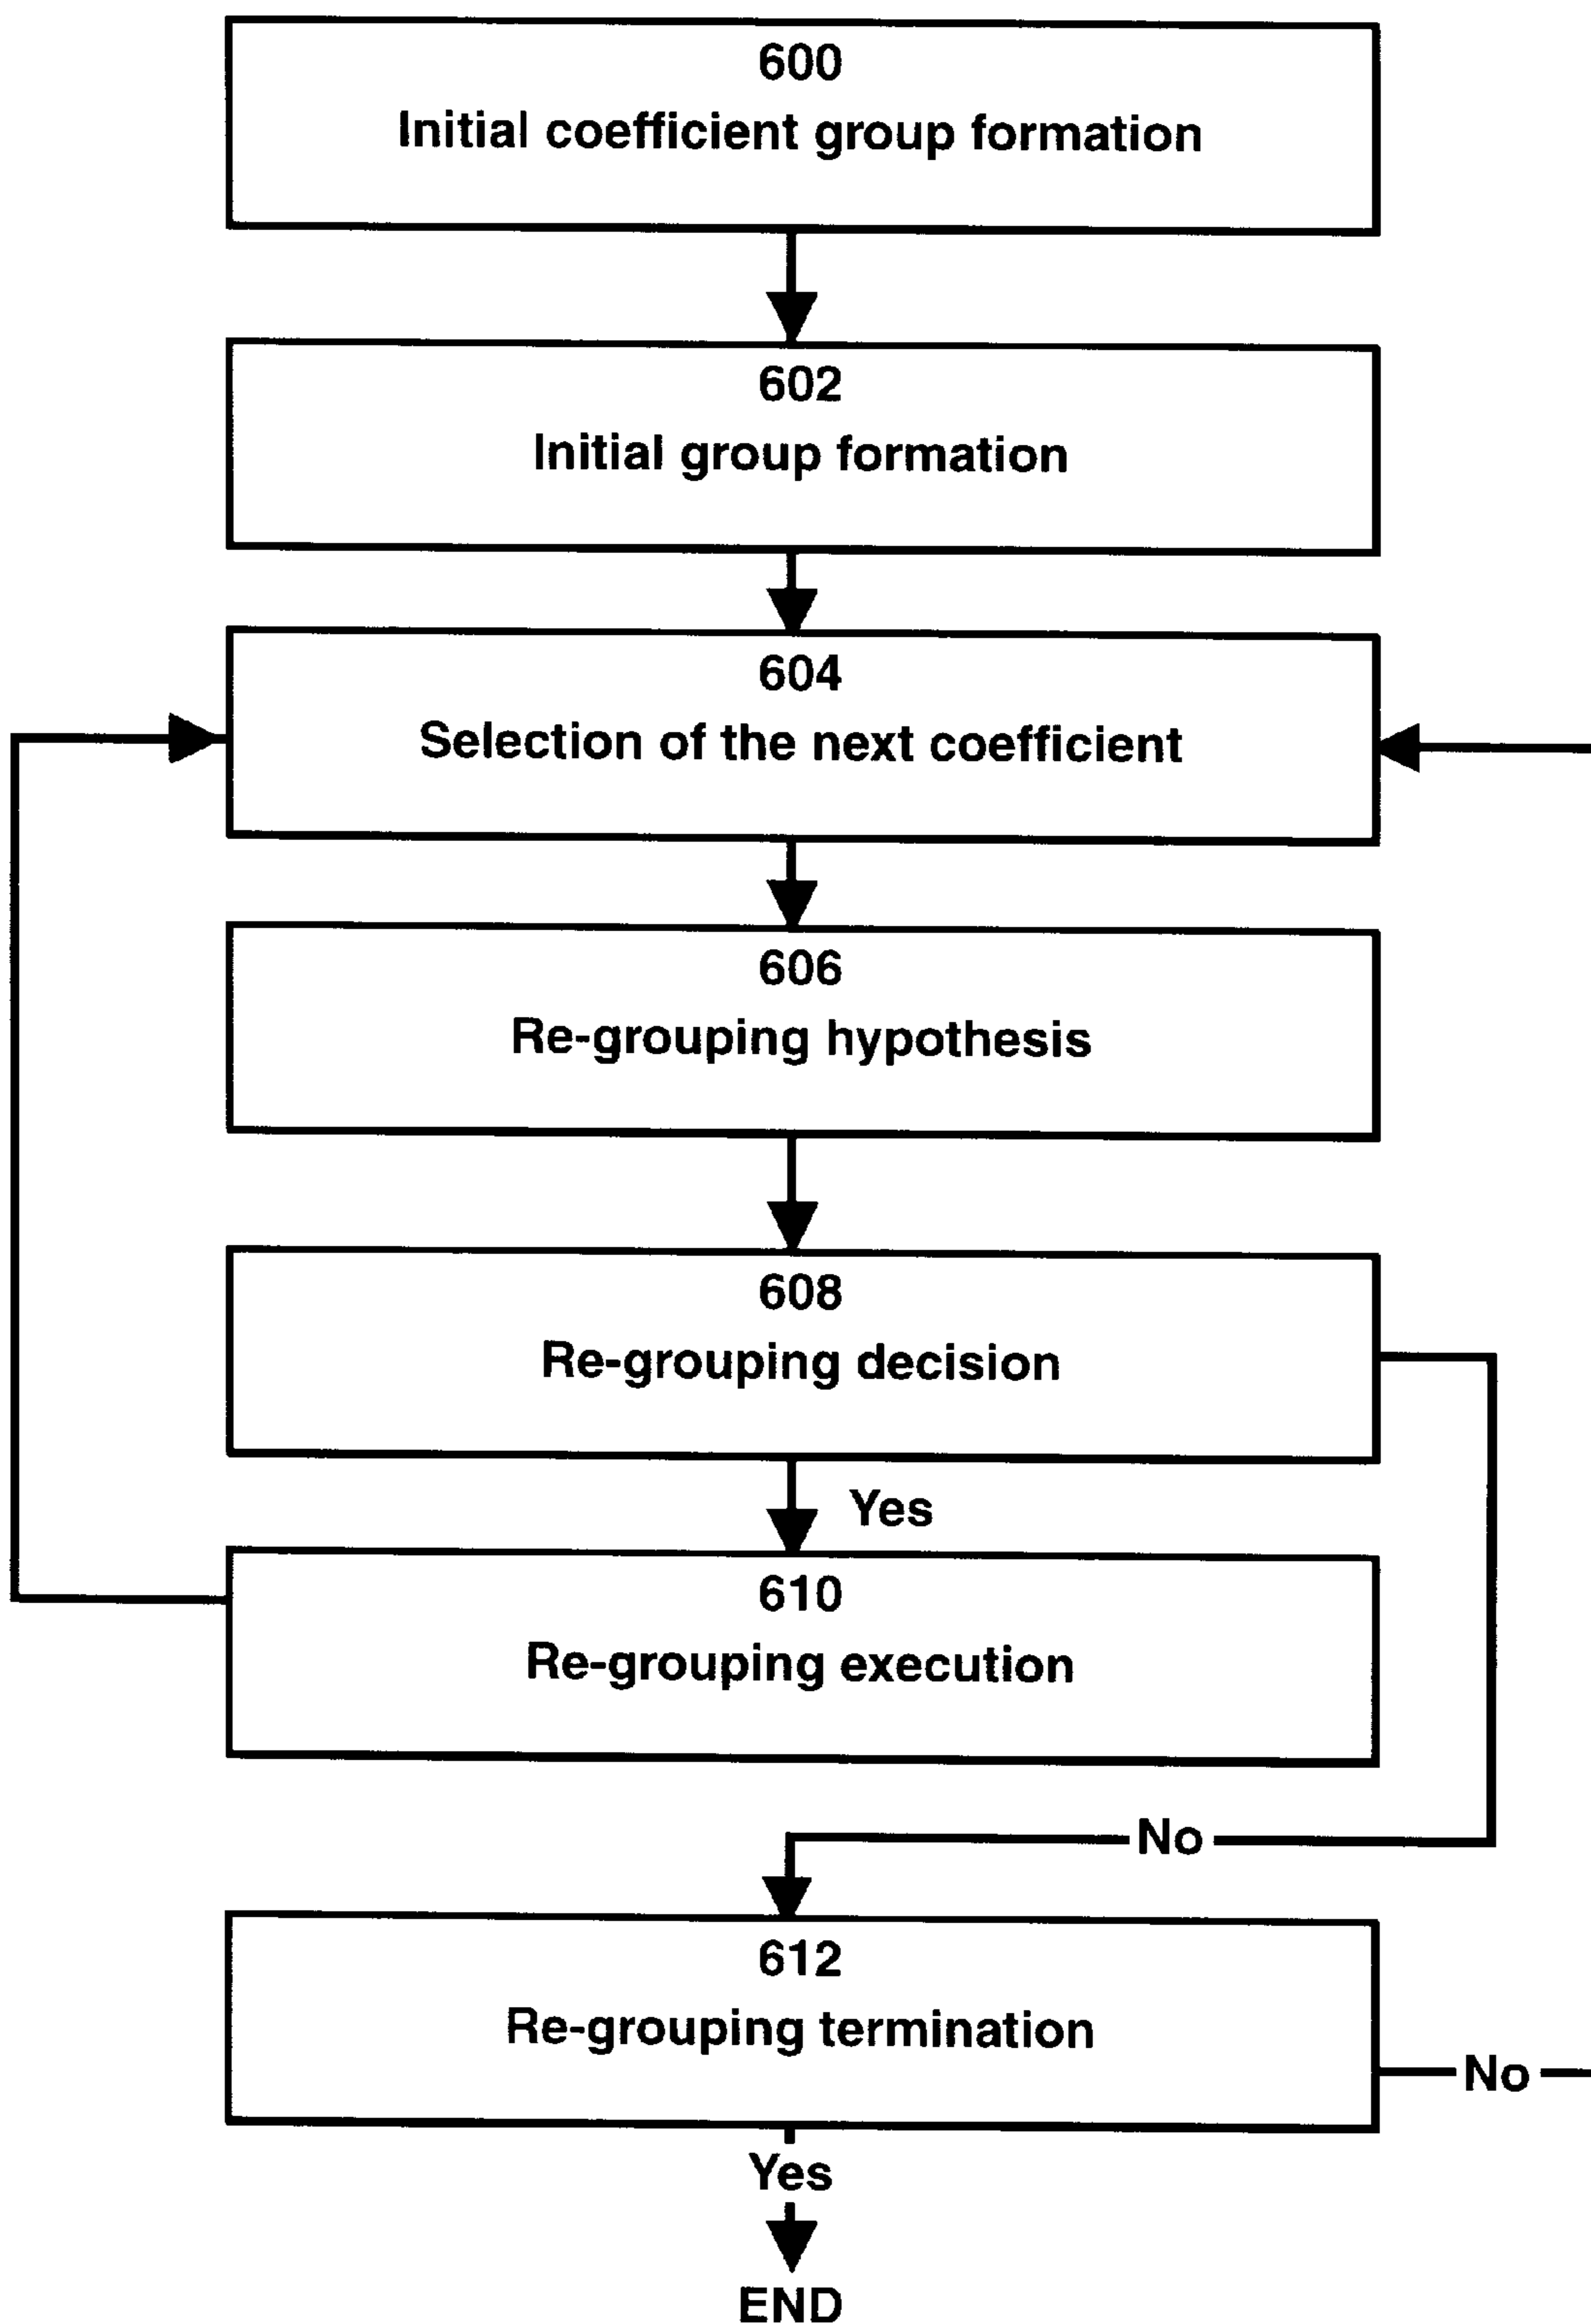 600
Initial coefficient group formation
602
Initial group formation
604
Selection of the next coefficient
606
Re-grouping hypothesis
608
Re-grouping decision
Yes
610
Re-grouping execution
No
612
Re-grouping termination
No
Yes
END